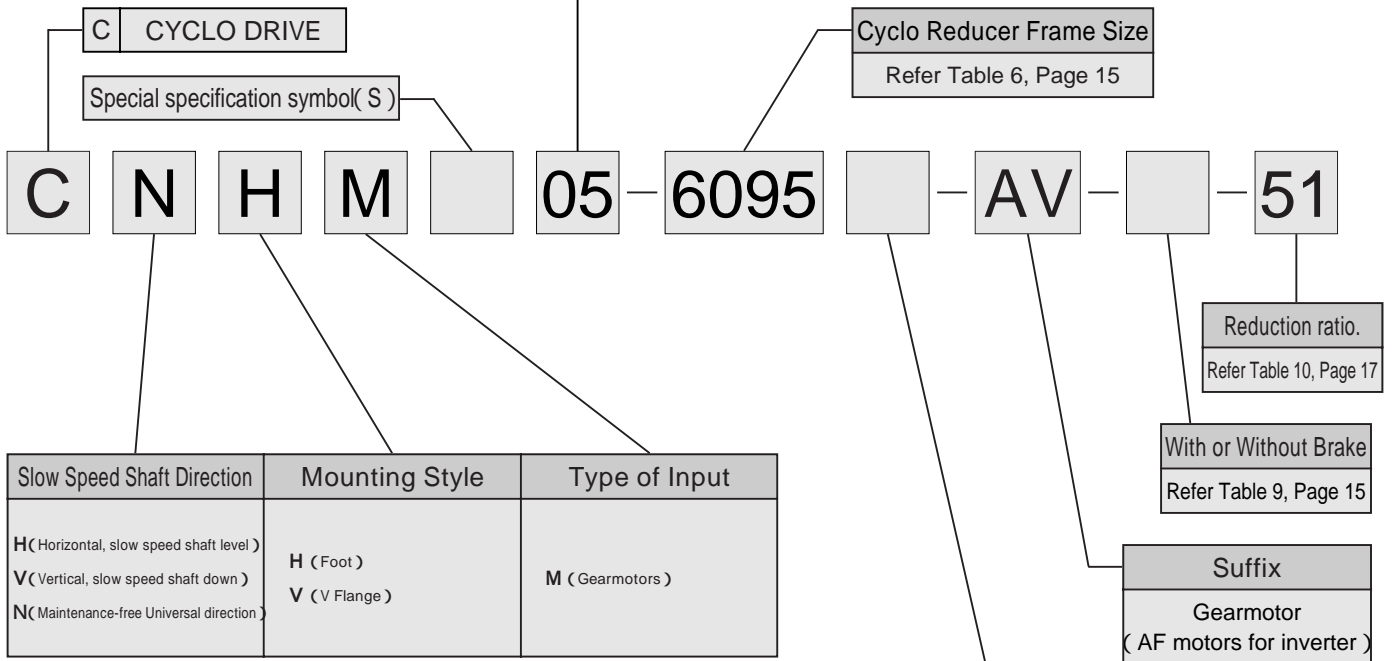 C CYCLO DRIVE
Cyclo Reducer Frame Size
Refer Table 6, Page 15
Special specification symbol( S )
C N H M 05 — 6095 — AV — — 51
Reduction ratio.
Refer Table 10, Page 17
With or Without Brake
Refer Table 9, Page 15
Slow Speed Shaft Direction Mounting Style Type of Input
H ( Horizontal, slow speed shaft level )
V ( Vertical, slow speed shaft down )
N ( Maintenance-free Universal direction )
H ( Foot )
V ( V Flange )
M ( Gearmotors )
Suffix
Gearmotor
( AF motors for inverter )